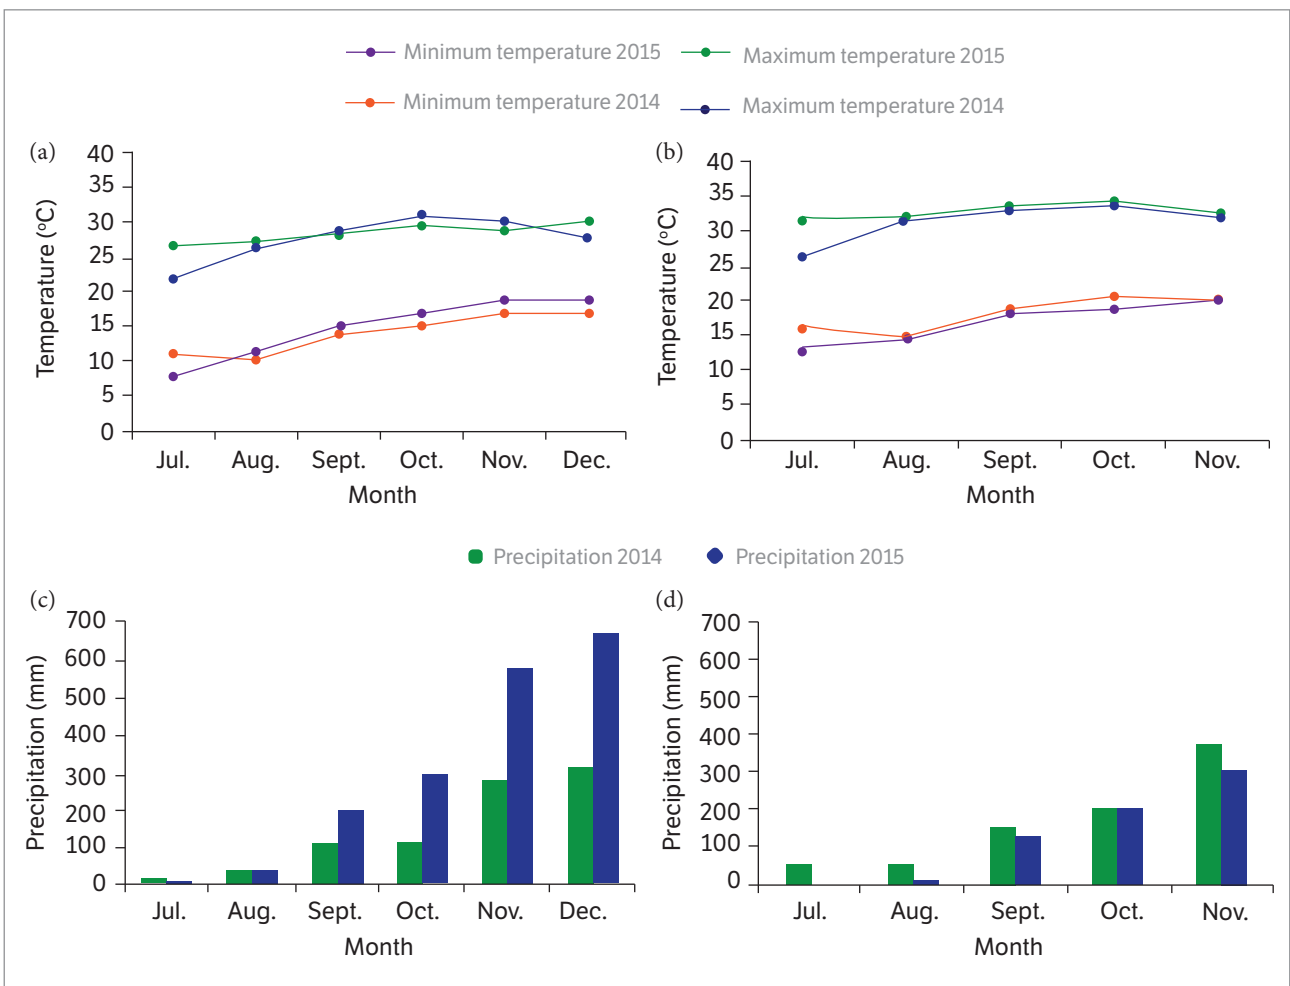 Minimum temperature 2015 Maximum temperature 2015
Minimum temperature 2014 Maximum temperature 2014
(a)
40
35
30
25
20
15
10
5
0
Temperature (°C)
Jul. Aug. Sept. Oct. Nov. Dec.
Month
(b)
40
35
30
25
20
15
10
5
0
Temperature (°C)
Jul. Aug. Sept. Oct. Nov.
Month
Precipitation 2014 Precipitation 2015
(c)
700
600
500
400
300
200
100
0
Precipitation (mm)
Jul. Aug. Sept. Oct. Nov. Dec.
Month
(d)
700
600
500
400
300
200
100
0
Precipitation (mm)
Jul. Aug. Sept. Oct. Nov.
Month